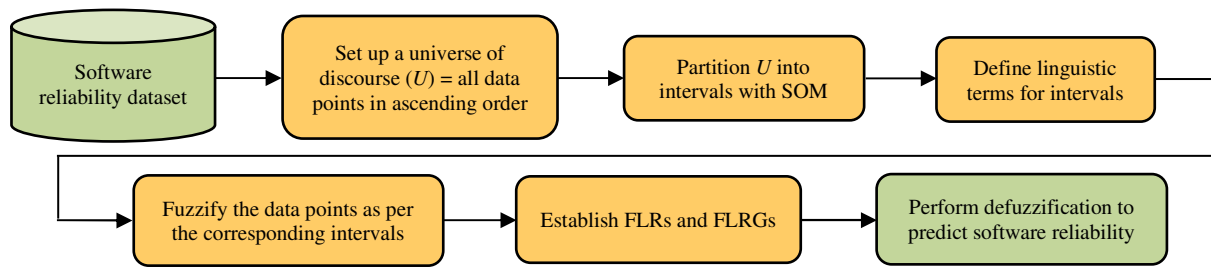 Software
reliability dataset
Set up a universe of
discourse (U) = all data
points in ascending order
Partition U into
intervals with SOM
Define linguistic
terms for intervals
Fuzzify the data points as per
the corresponding intervals
Establish FLRs and FLRGs
Perform defuzzification to
predict software reliability